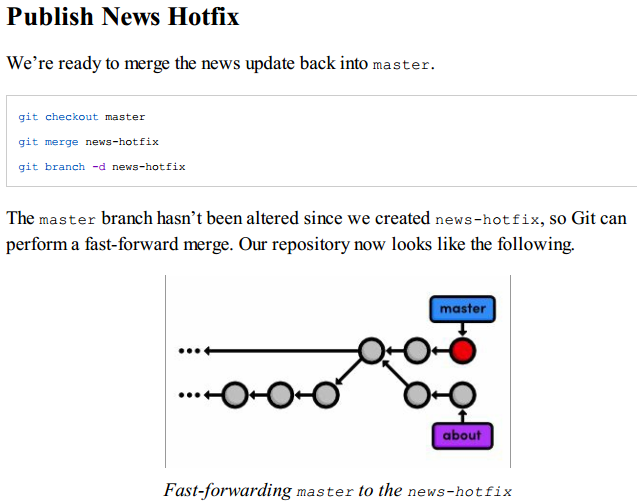 Publish News Hotfix
We’re ready to merge the news update back into master.
git checkout master
git merge news-hotfix
git branch -d news-hotfix
The master branch hasn’t been altered since we created news-hotfix, so Git can
perform a fast-forward merge. Our repository now looks like the following.
master
about
Fast-forwarding master to the news-hotfix